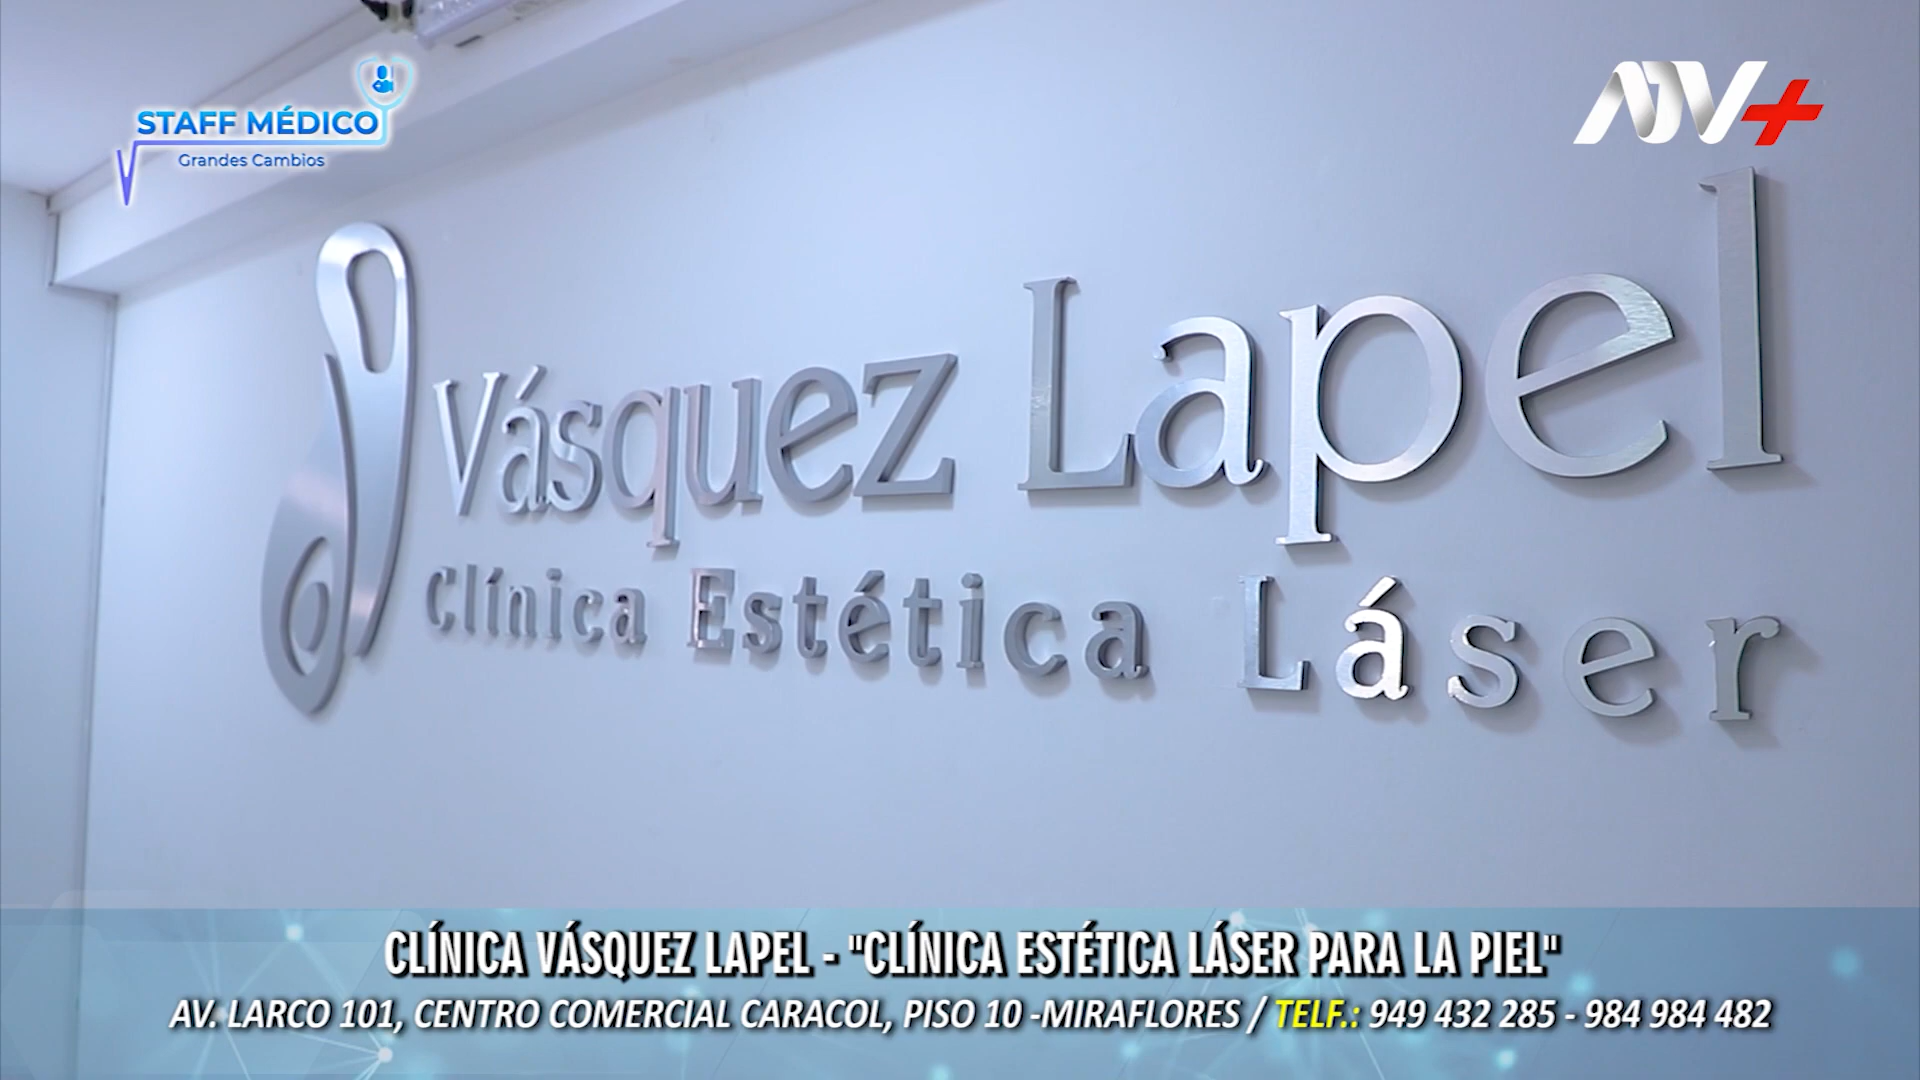 STAFF MÉDICO
Grandes Cambios
ATV+
Vásquez Lapel
Clínica Estética Láser
CLÍNICA VÁSQUEZ LAPEL - "CLÍNICA ESTÉTICA LÁSER PARA LA PIEL"
AV. LARCO 101, CENTRO COMERCIAL CARACOL, PISO 10 -MIRAFLORES / TELF.: 949 432 285 - 984 984 482